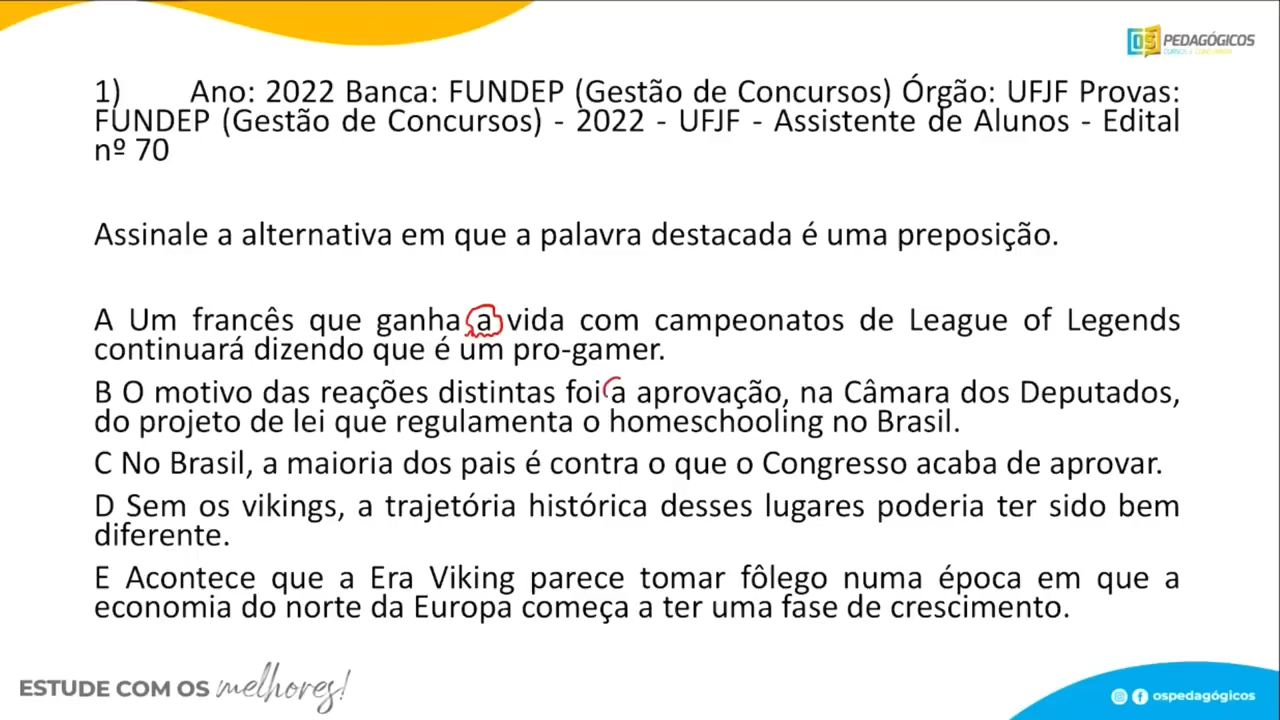 OS PEDAGÓGICOS
CURSOS E CONCURSOS
1) Ano: 2022 Banca: FUNDEP (Gestão de Concursos) Órgão: UFJF Provas:
FUNDEP (Gestão de Concursos) - 2022 - UFJF - Assistente de Alunos - Edital
nº 70
Assinale a alternativa em que a palavra destacada é uma preposição.
A Um francês que ganha a vida com campeonatos de League of Legends
continuará dizendo que é um pro-gamer.
B O motivo das reações distintas foi a aprovação, na Câmara dos Deputados,
do projeto de lei que regulamenta o homeschooling no Brasil.
C No Brasil, a maioria dos pais é contra o que o Congresso acaba de aprovar.
D Sem os vikings, a trajetória histórica desses lugares poderia ter sido bem
diferente.
E Acontece que a Era Viking parece tomar fôlego numa época em que a
economia do norte da Europa começa a ter uma fase de crescimento.
ESTUDE COM OS melhores!
ospedagógicos